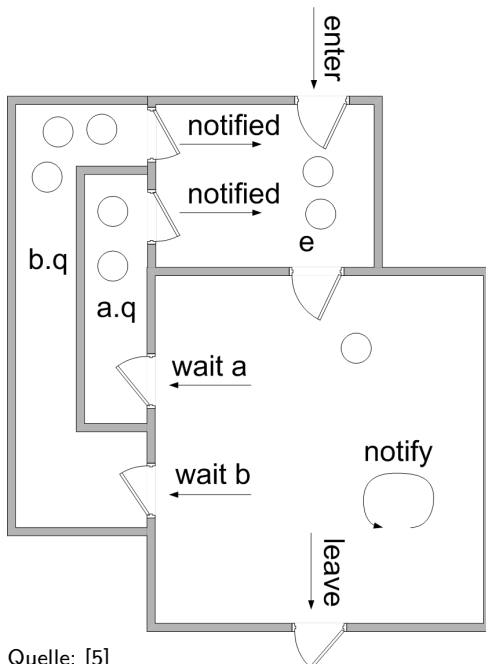 enter
notified
notified
e
b.q
a.q
wait a
notify
wait b
leave
Quelle: [5]